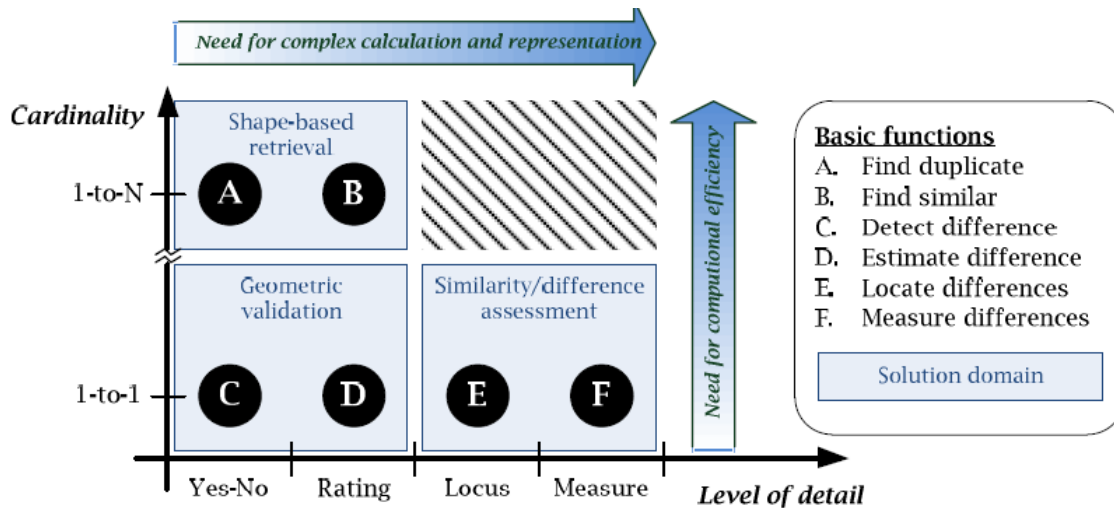 Need for complex calculation and representation
Cardinality
Shape-based
retrieval
A
B
1-to-N
Geometric
validation
Similarity/difference
assessment
C
D
E
F
1-to-1
Need for computational efficiency
Yes-No
Rating
Locus
Measure
Level of detail
Basic functions
A. Find duplicate
B. Find similar
C. Detect difference
D. Estimate difference
E. Locate differences
F. Measure differences
Solution domain